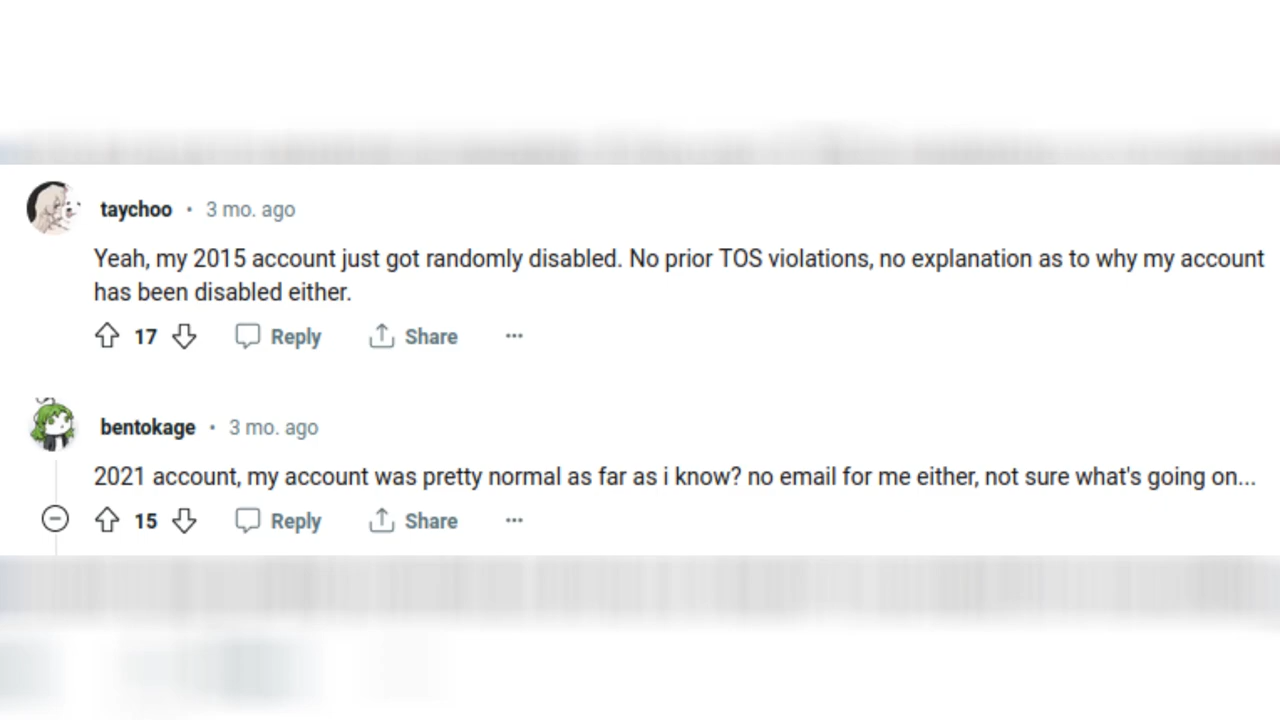 taychoo • 3 mo. ago
Yeah, my 2015 account just got randomly disabled. No prior TOS violations, no explanation as to why my account
has been disabled either.
17 Reply Share ...
bentokage • 3 mo. ago
2021 account, my account was pretty normal as far as i know? no email for me either, not sure what's going on...
15 Reply Share ...